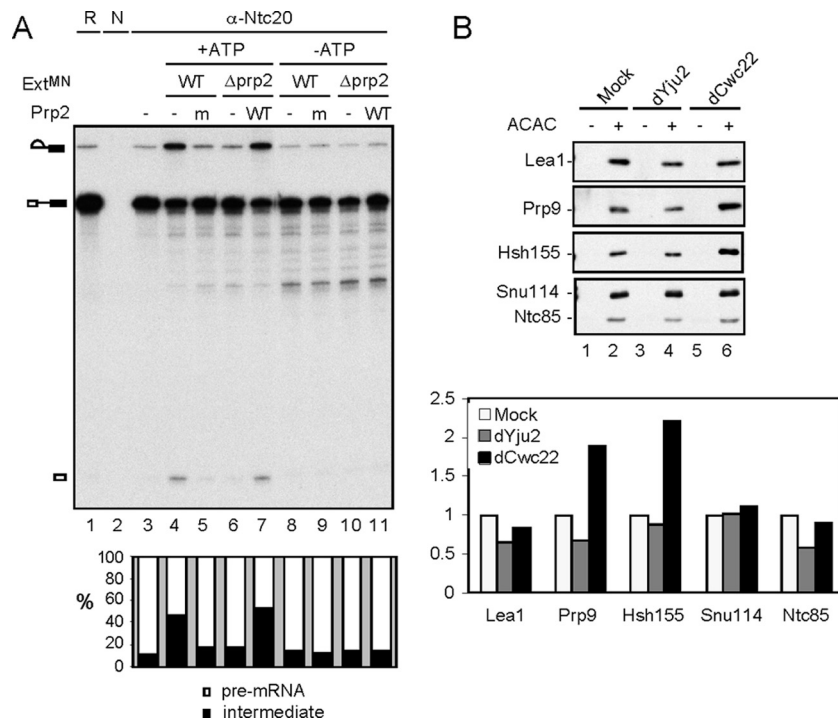 A
R N α-Ntc20
+ATP -ATP
Ext^MN WT Δprp2 WT Δprp2
Prp2 - - m - WT - m - WT
1 2 3 4 5 6 7 8 9 10 11
100
80
%
60
40
20
0
pre-mRNA
intermediate
B
Mock dYju2 dCwc22
ACAC - + - + - +
Lea1
Prp9 -
Hsh155 -
Snu114 -
Ntc85 -
1 2 3 4 5 6
2.5
2
1.5
1
0.5
0
Mock
dYju2
dCwc22
Lea1 Prp9 Hsh155 Snu114 Ntc85